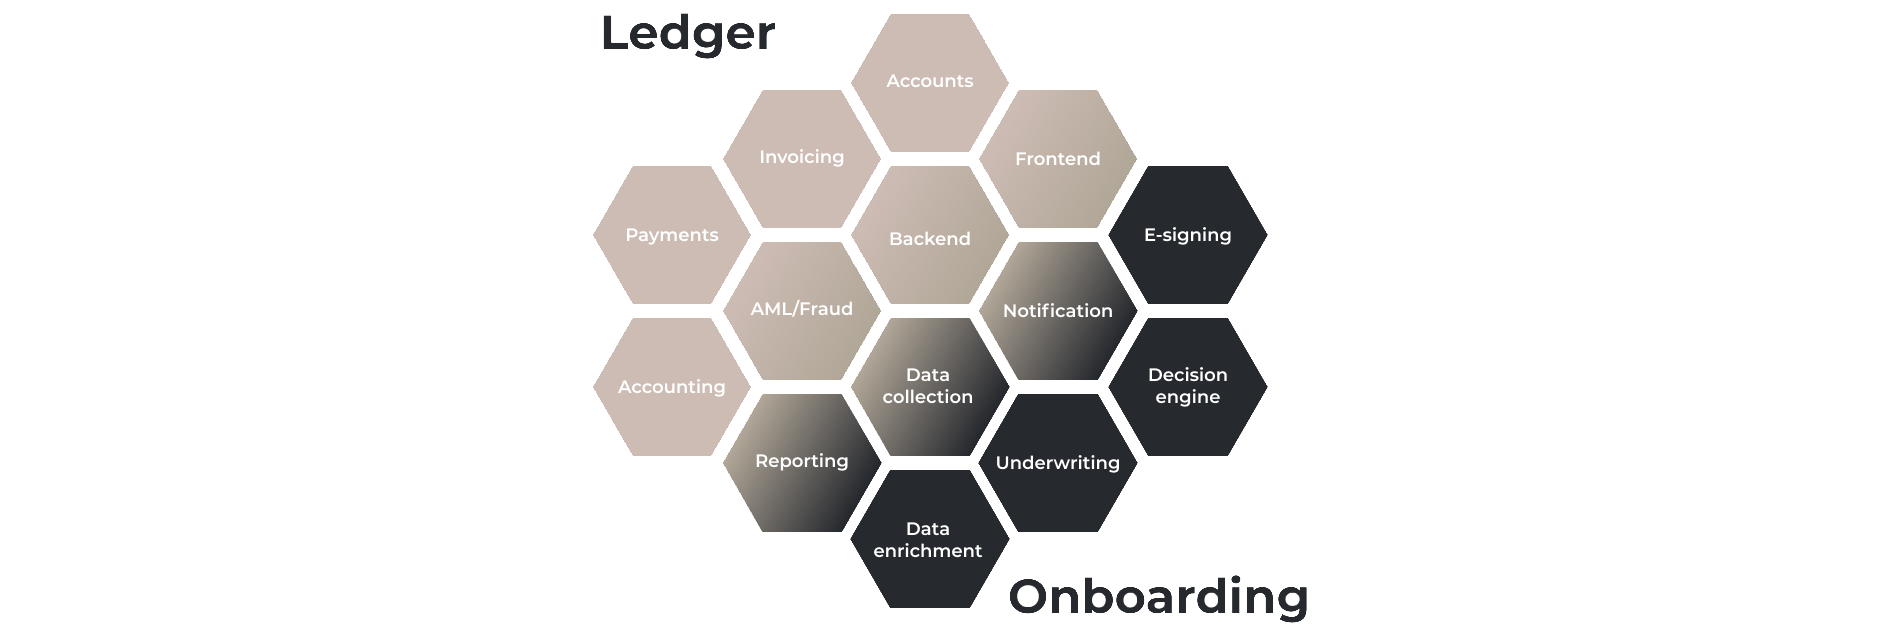 Ledger
Accounts
Invoicing
Frontend
Payments
Backend
E-signing
AML/Fraud
Notification
Accounting
Data
collection
Decision
engine
Reporting
Underwriting
Data
enrichment
Onboarding